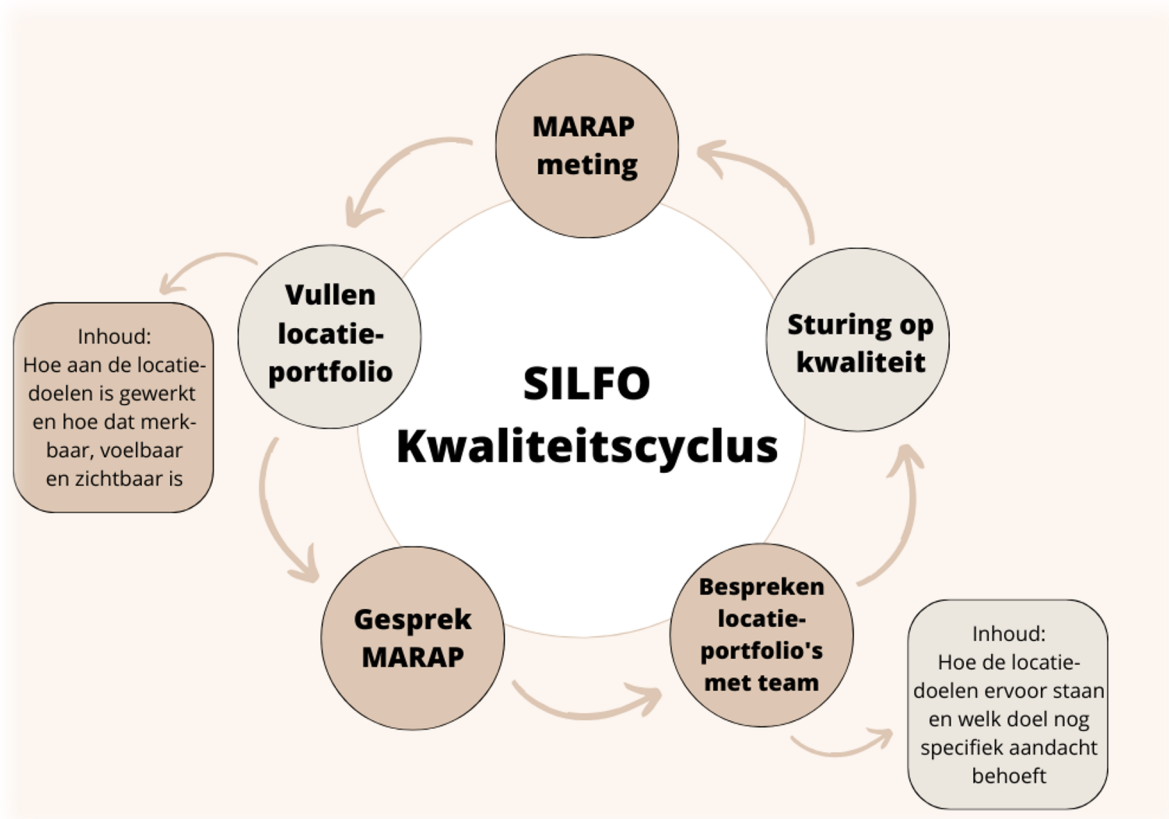 MARAP
meting
Vullen
locatie-
portfolio
Inhoud:
Hoe aan de locatie-
doelen is gewerkt
en hoe dat merk-
baar, voelbaar
en zichtbaar is
Sturing op
kwaliteit
SILFO
Kwaliteitscyclus
Gesprek
MARAP
Bespreken
locatie-
portfolio's
met team
Inhoud:
Hoe de locatie-
doelen ervoor staan
en welk doel nog
specifiek aandacht
behoeft